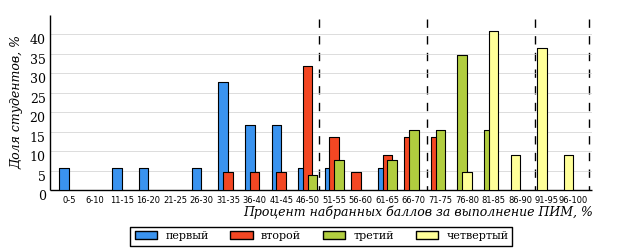 Доля студентов, %
40
35
30
25
20
15
10
5
0
0-5 6-10 11-15 16-20 21-25 26-30 31-35 36-40 41-45 46-50 51-55 56-60 61-65 66-70 71-75 76-80 81-85 86-90 91-95 96-100
Процент набранных баллов за выполнение ПИМ, %
первый второй третий четвертый